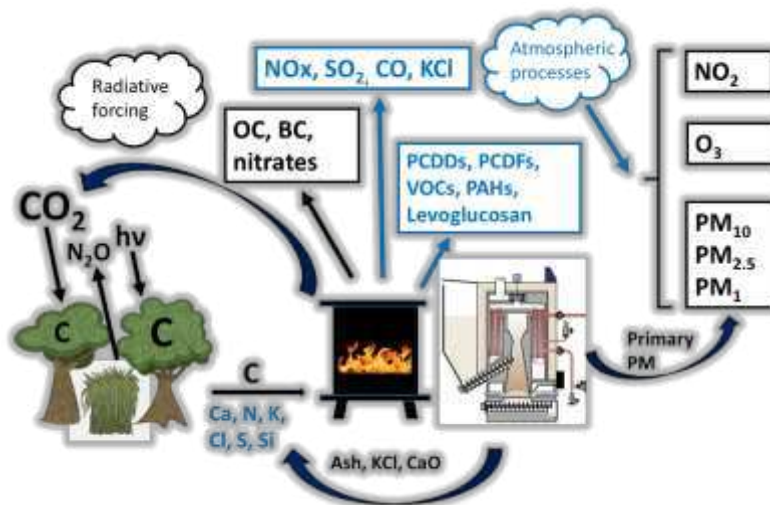 Radiative
forcing
NOx, SO₂, CO, KCl
Atmospheric
processes
NO₂
O₃
PM₁₀
PM₂.₅
PM₁
OC, BC,
nitrates
PCDDs, PCDFs,
VOCs, PAHs,
Levoglucosan
CO₂
N₂O
hν
C
C
C
Ca, N, K,
Cl, S, Si
Primary
PM
Ash, KCl, CaO